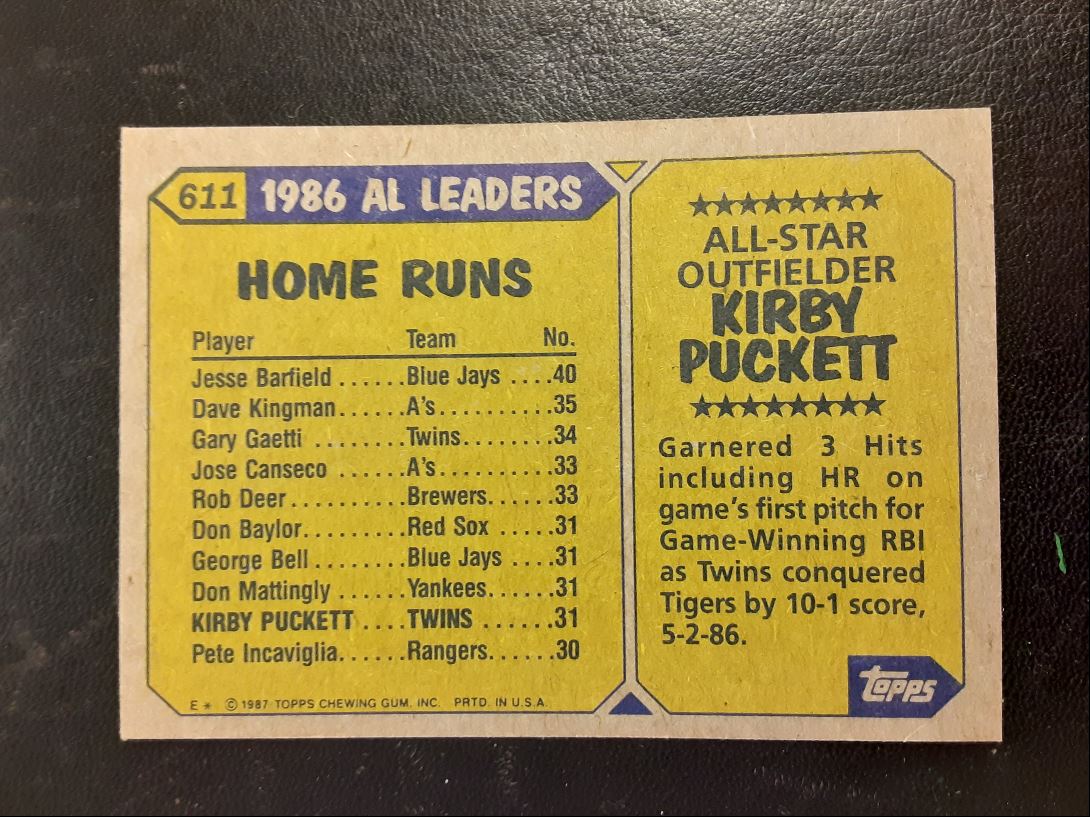 611 1986 AL LEADERS
HOME RUNS
Player Team No.
Jesse Barfield ......Blue Jays ....40
Dave Kingman......A's..........35
Gary Gaetti ........Twins........34
Jose Canseco ......A's..........33
Rob Deer..........Brewers......33
Don Baylor.........Red Sox .....31
George Bell ........Blue Jays ....31
Don Mattingly ......Yankees......31
KIRBY PUCKETT ....TWINS ......31
Pete Incaviglia......Rangers......30
E* © 1987 TOPPS CHEWING GUM, INC. PRTD. IN U.S.A.
★★★★★★★★
ALL-STAR
OUTFIELDER
KIRBY
PUCKETT
★★★★★★★★
Garnered 3 Hits
including HR on
game's first pitch for
Game-Winning RBI
as Twins conquered
Tigers by 10-1 score,
5-2-86.
topps